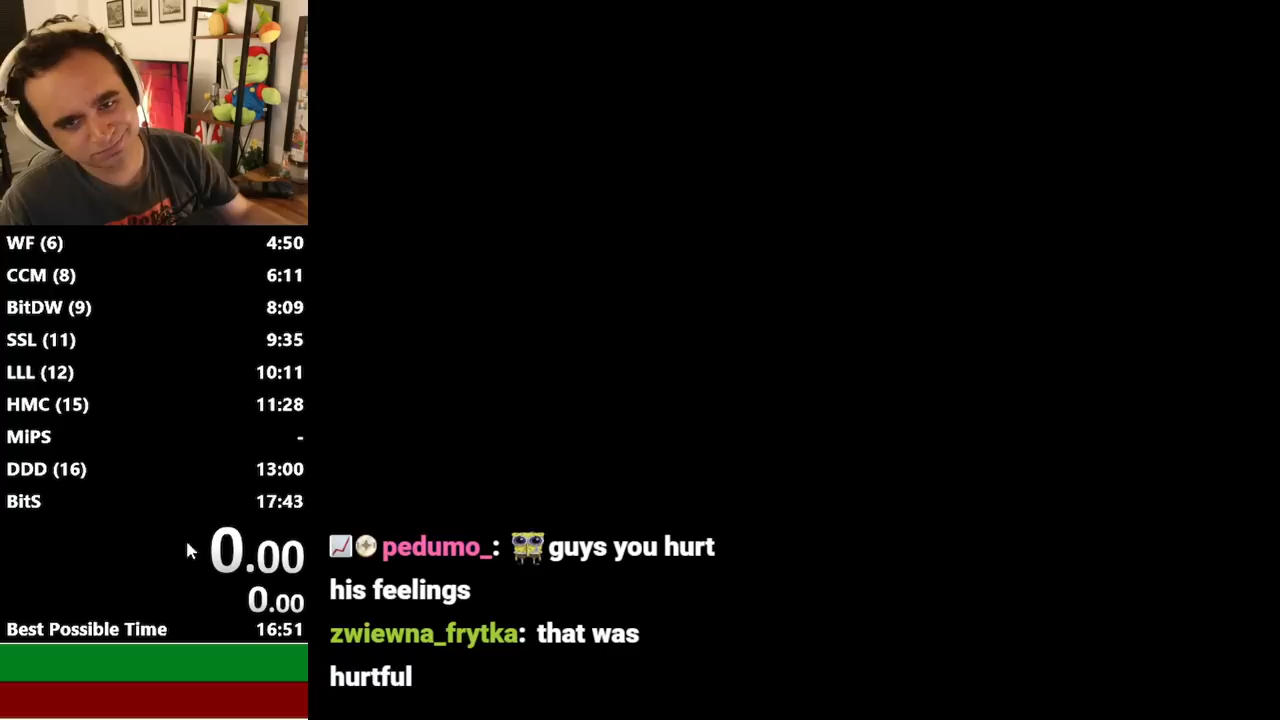 WF (6) 4:50
CCM (8) 6:11
BitDW (9) 8:09
SSL (11) 9:35
LLL (12) 10:11
HMC (15) 11:28
MiPS -
DDD (16) 13:00
BitS 17:43
0.00
0.00
Best Possible Time 16:51
pedumo_: guys you hurt
his feelings
zwiewna_frytka: that was
hurtful